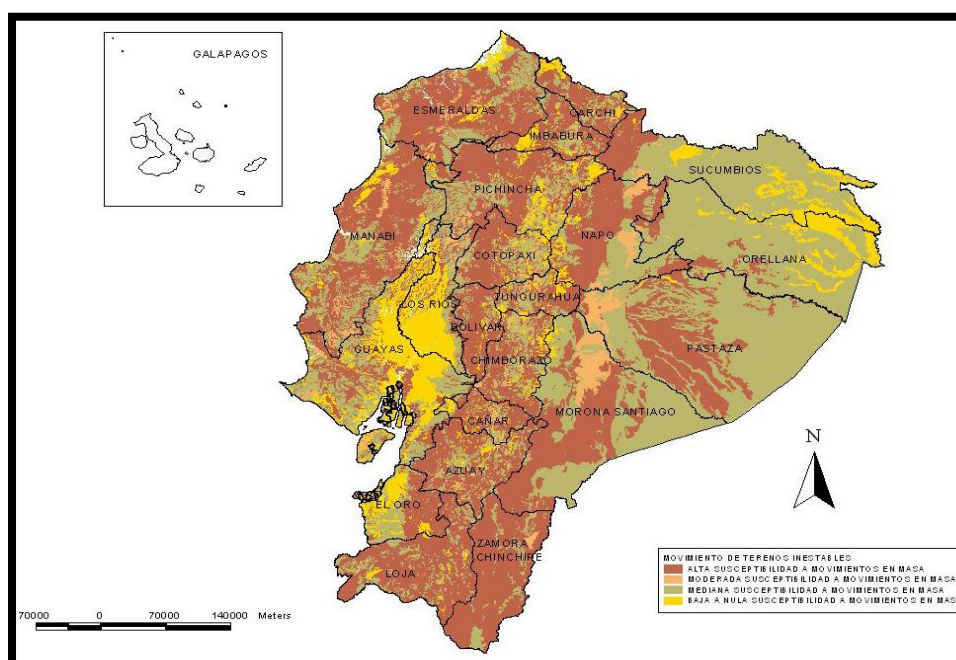 GALAPAGOS
ESMERALDAS
CARCHI
IMBABURA
SUCUMBIOS
PICHINCHA
MANABI
NAPO
COTOPAXI
ORELLANA
TUNGURAHUA
LOS RIOS
BOLIVAR
GUAYAS
CHIMBORAZO
PASTAZA
MORONA SANTIAGO
CAÑAR
AZUAY
EL ORO
ZAMORA
CHINCHIPE
LOJA
N
MOVIMIENTO DE TERRENOS INESTABLES
ALTA SUSCEPTIBILIDAD A MOVIMIENTOS EN MASA
MODERADA SUSCEPTIBILIDAD A MOVIMIENTOS EN MASA
MEDIANA SUSCEPTIBILIDAD A MOVIMIENTOS EN MASA
BAJA A NULA SUSCEPTIBILIDAD A MOVIMIENTOS EN MAS
70000 0 70000 140000 Meters